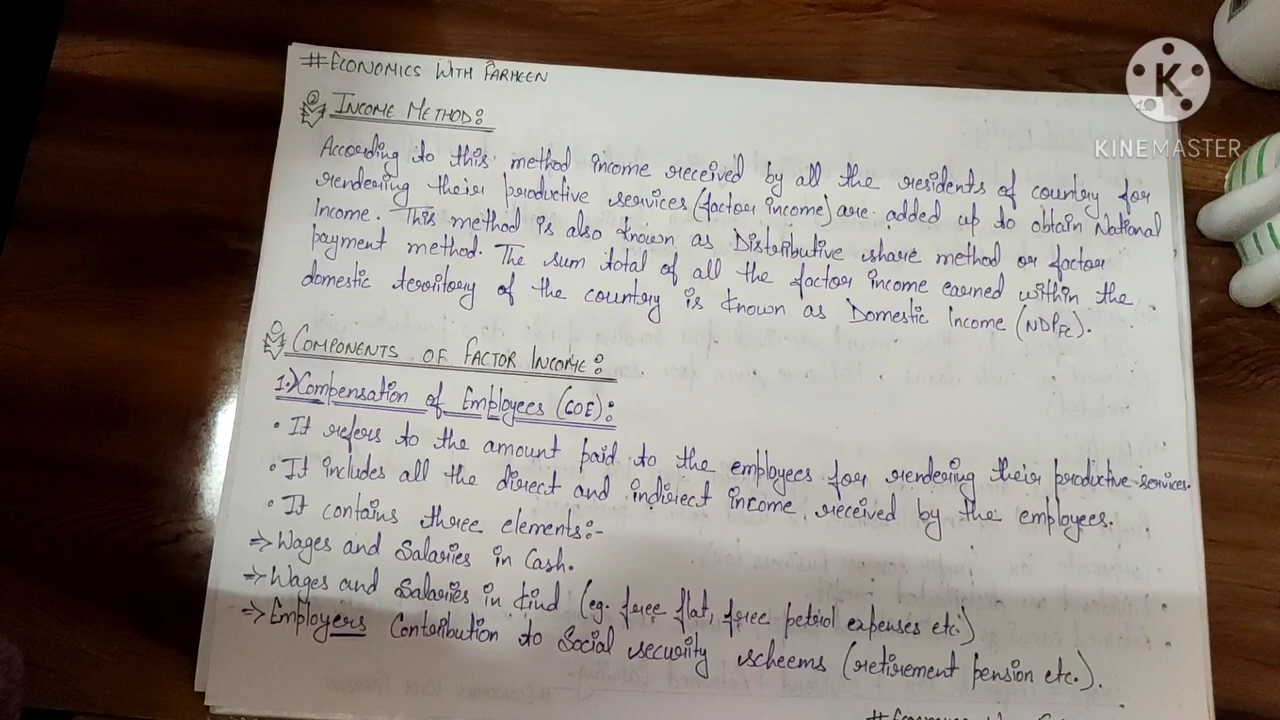 #ECONOMICS WITH PARHEEN
K
KINEMASTER
② INCOME METHOD:
According to this method income received by all the residents of country for
rendering their productive services (factor income) are added up to obtain National
Income. This method is also known as Distributive share method or factor
payment method. The sum total of all the factor income earned within the
domestic territory of the country is known as Domestic Income (NDPFC).
COMPONENTS OF FACTOR INCOME:
1.) Compensation of Employees (COE):
• It refers to the amount paid to the employees for rendering their productive services.
• It includes all the direct and indirect income received by the employees.
• It contains three elements:-
⇒ Wages and Salaries in Cash.
⇒ Wages and Salaries in kind (eg. free flat, free petrol expenses etc.)
⇒ Employers Contribution to Social security scheems (retirement pension etc.).